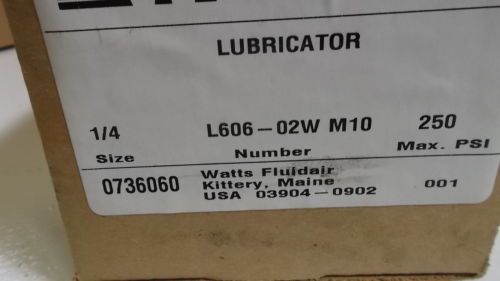 LUBRICATOR
1/4 L606-02W M10 250
Size Number Max. PSI
0736060 Watts Fluidair 001
Kittery, Maine
USA 03904-0902